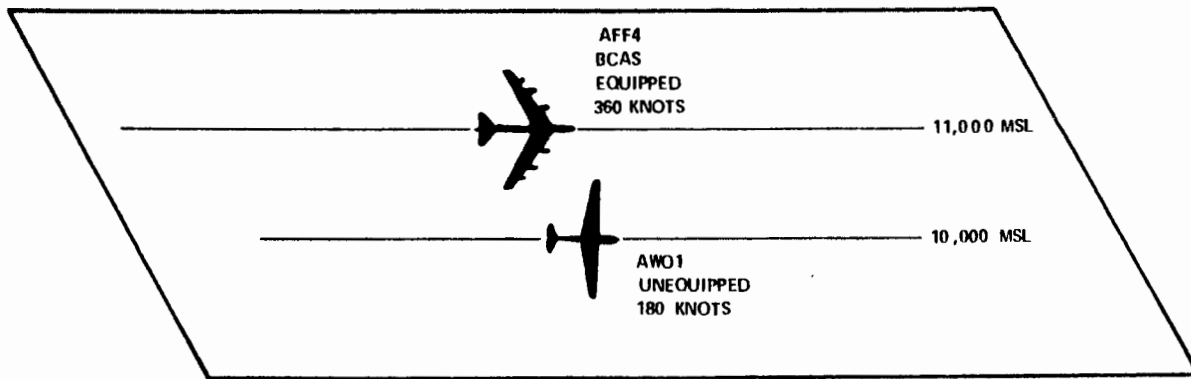 AFF4
BCAS
EQUIPPED
360 KNOTS
11,000 MSL
10,000 MSL
AWO1
UNEQUIPPED
180 KNOTS